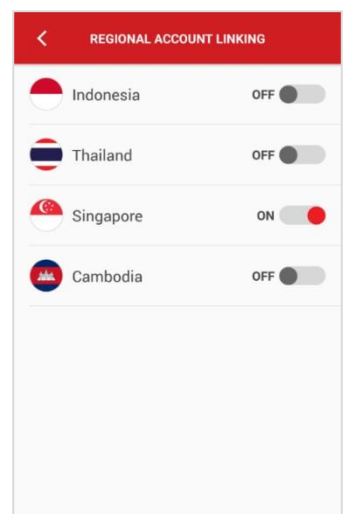 REGIONAL ACCOUNT LINKING
Indonesia OFF
Thailand OFF
Singapore ON
Cambodia OFF